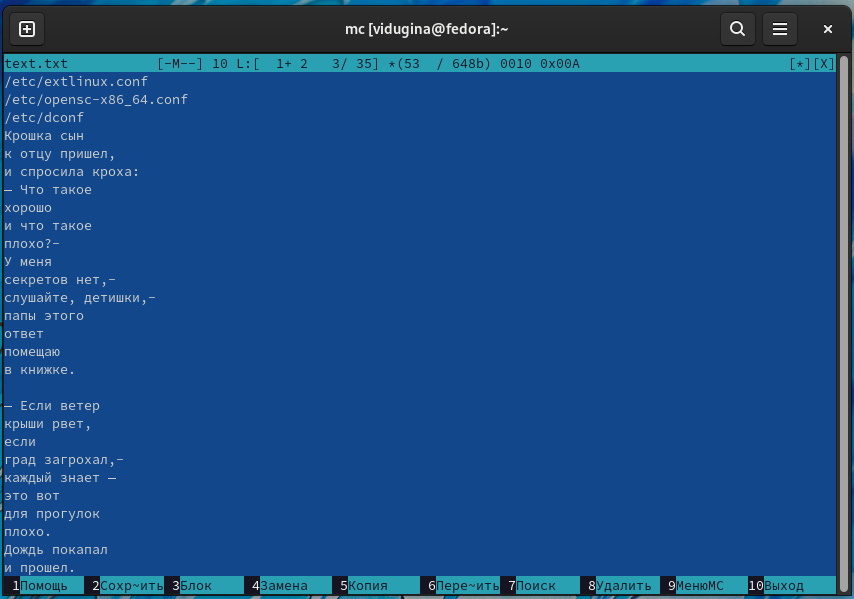 mc [vidugina@fedora]:~
text.txt [-M--] 10 L:[ 1+ 2 3/ 35] *(53 / 648b) 0010 0x00A [*][X]
/etc/extlinux.conf
/etc/opensc-x86_64.conf
/etc/dconf
Крошка сын
к отцу пришел,
и спросила кроха:
— Что такое
хорошо
и что такое
плохо?-
У меня
секретов нет,-
слушайте, детишки,-
папы этого
ответ
помещаю
в книжке.
— Если ветер
крыши рвет,
если
град загрохал,-
каждый знает —
это вот
для прогулок
плохо.
Дождь покапал
и прошел.
1Помощь 2Сохр~ить 3Блок 4Замена 5Копия 6Пере~ить 7Поиск 8Удалить 9МенюMC 10Выход